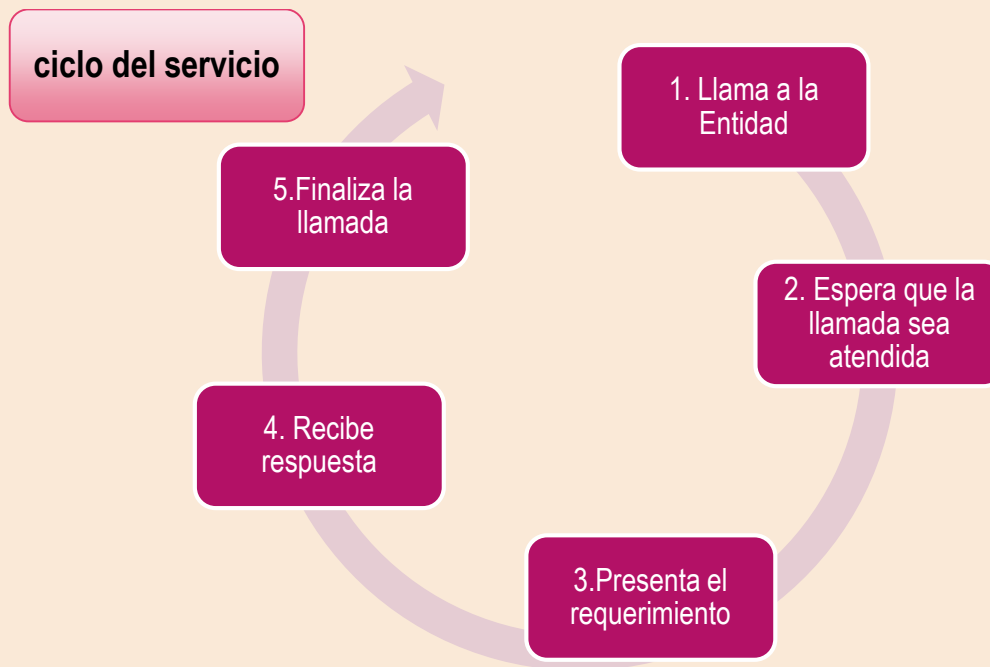 ciclo del servicio
1. Llama a la
Entidad
2. Espera que la
llamada sea
atendida
3.Presenta el
requerimiento
4. Recibe
respuesta
5.Finaliza la
llamada